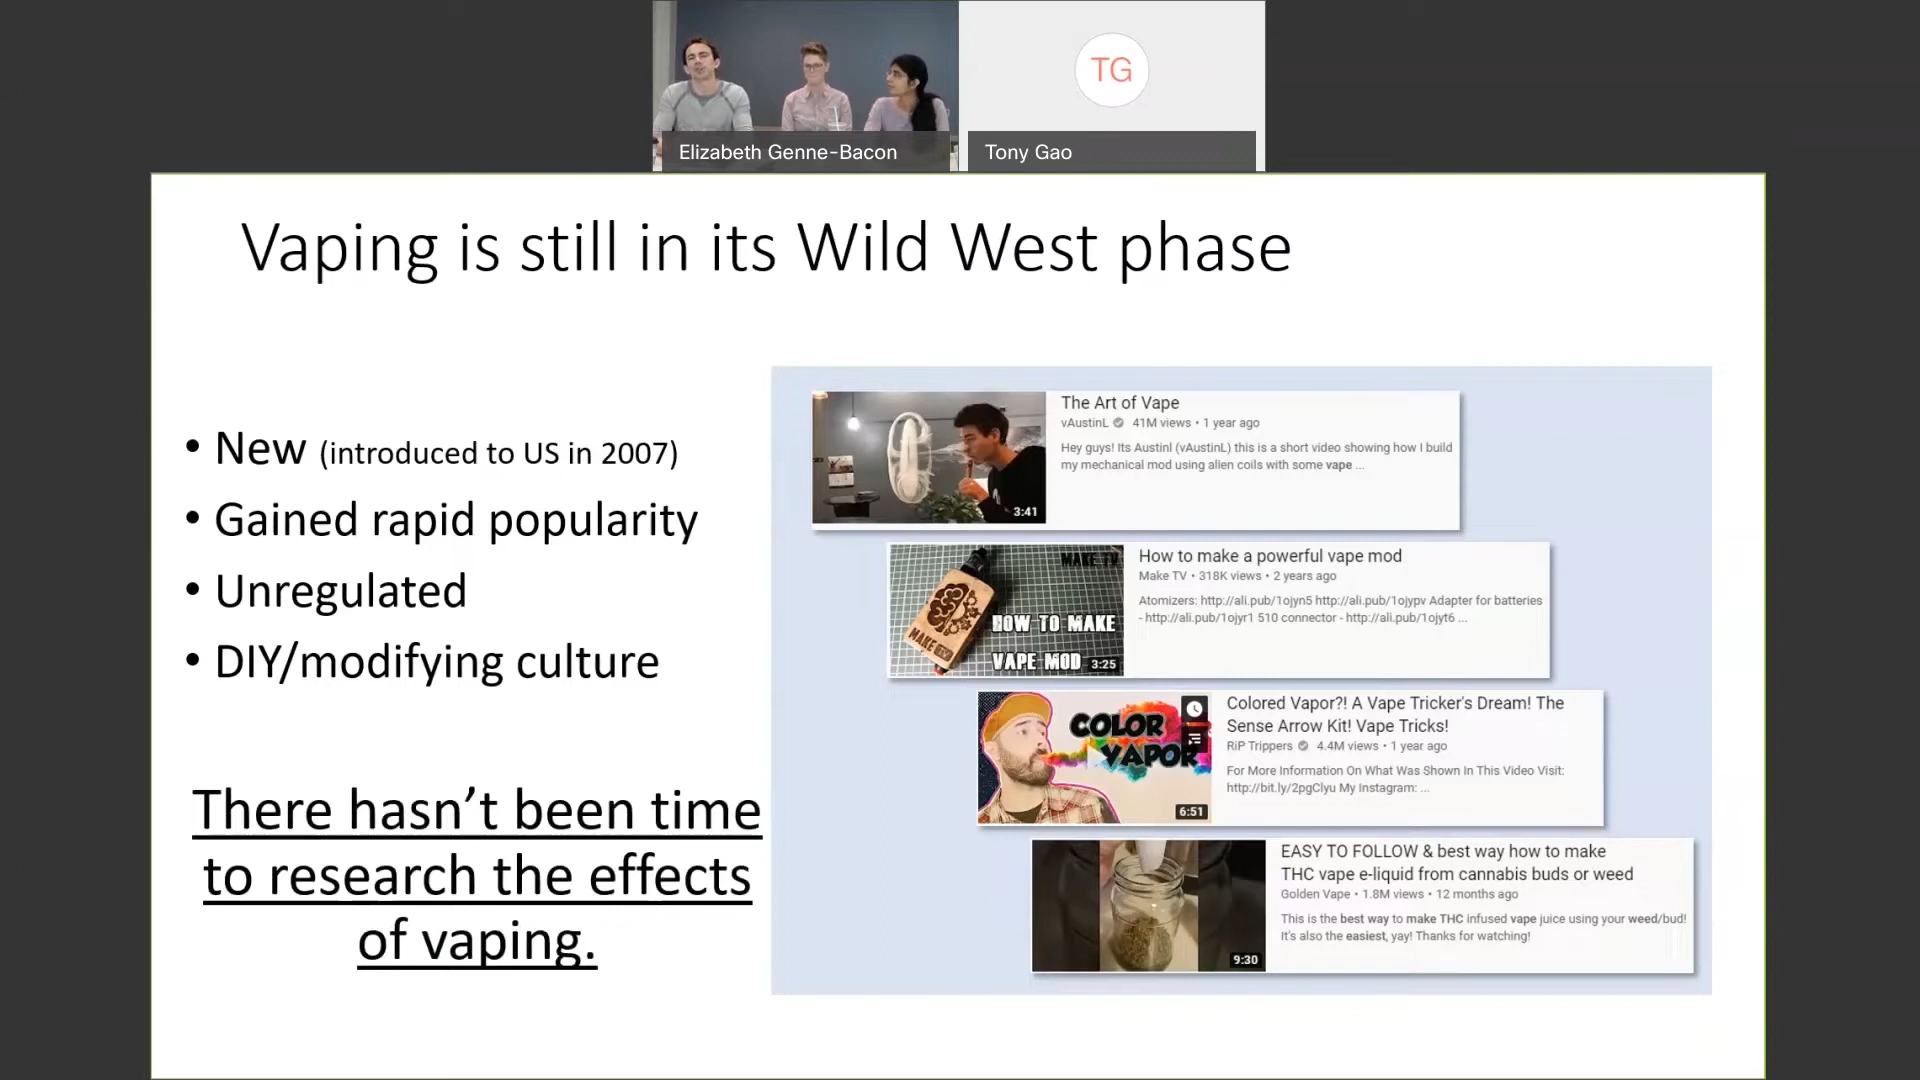 TG
Elizabeth Genne-Bacon
Tony Gao
Vaping is still in its Wild West phase
• New (introduced to US in 2007)
• Gained rapid popularity
• Unregulated
• DIY/modifying culture
There hasn’t been time
to research the effects
of vaping.
3:41
The Art of Vape
vAustinL 41M views • 1 year ago
Hey guys! Its Austinl (vAustinL) this is a short video showing how I build
my mechanical mod using alien coils with some vape ...
MAKE TV
MAKE
HOW TO MAKE
VAPE MOD 3:25
How to make a powerful vape mod
Make TV • 318K views • 2 years ago
Atomizers: http://ali.pub/1ojyn5 http://ali.pub/1ojypv Adapter for batteries
- http://ali.pub/1ojyr1 510 connector - http://ali.pub/1ojyt6 ...
COLOR
VAPOR
6:51
Colored Vapor?! A Vape Tricker's Dream! The
Sense Arrow Kit! Vape Tricks!
RiP Trippers 4.4M views • 1 year ago
For More Information On What Was Shown In This Video Visit:
http://bit.ly/2pgClyu My Instagram: ...
9:30
EASY TO FOLLOW & best way how to make
THC vape e-liquid from cannabis buds or weed
Golden Vape • 1.8M views • 12 months ago
This is the best way to make THC infused vape juice using your weed/bud!
It's also the easiest, yay! Thanks for watching!